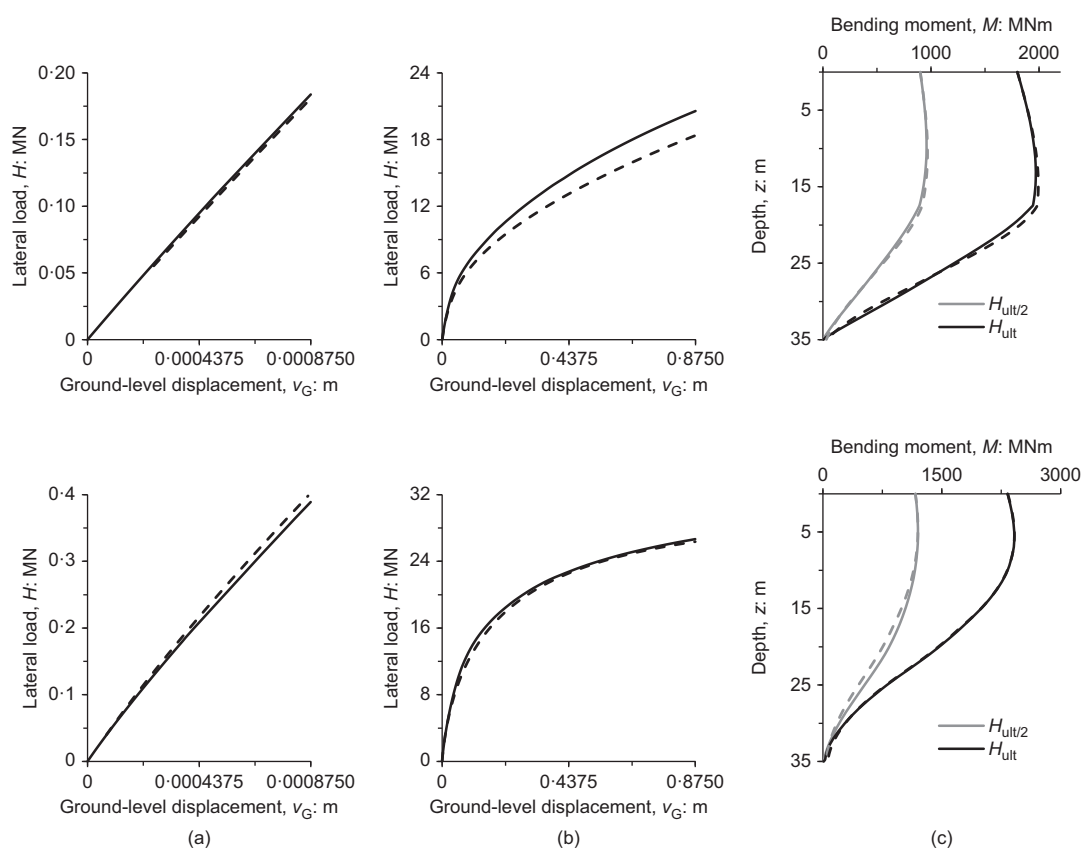 0·20
0·15
0·10
0·05
0
Lateral load, H: MN
0
0·0004375
0·0008750
Ground-level displacement, vG: m
24
18
12
6
0
Lateral load, H: MN
0
0·4375
0·8750
Ground-level displacement, vG: m
Bending moment, M: MNm
0
1000
2000
5
15
25
35
Depth, z: m
Hult/2
Hult
0·4
0·3
0·2
0·1
0
Lateral load, H: MN
0
0·0004375
0·0008750
Ground-level displacement, vG: m
(a)
32
24
16
8
0
Lateral load, H: MN
0
0·4375
0·8750
Ground-level displacement, vG: m
(b)
Bending moment, M: MNm
0
1500
3000
5
15
25
35
Depth, z: m
Hult/2
Hult
(c)